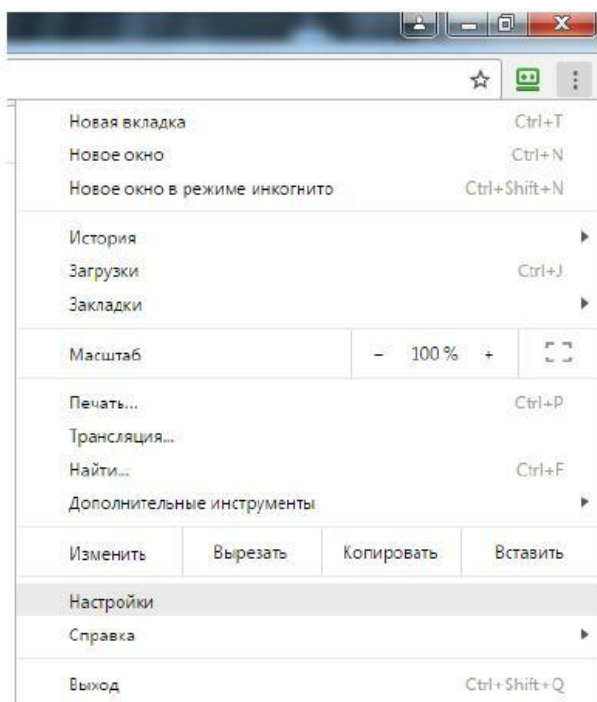 Новая вкладка Ctrl+T
Новое окно Ctrl+N
Новое окно в режиме инкогнито Ctrl+Shift+N
История
Загрузки Ctrl+J
Закладки
Масштаб - 100 % +
Печать... Ctrl+P
Трансляция...
Найти... Ctrl+F
Дополнительные инструменты
Изменить Вырезать Копировать Вставить
Настройки
Справка
Выход Ctrl+Shift+Q